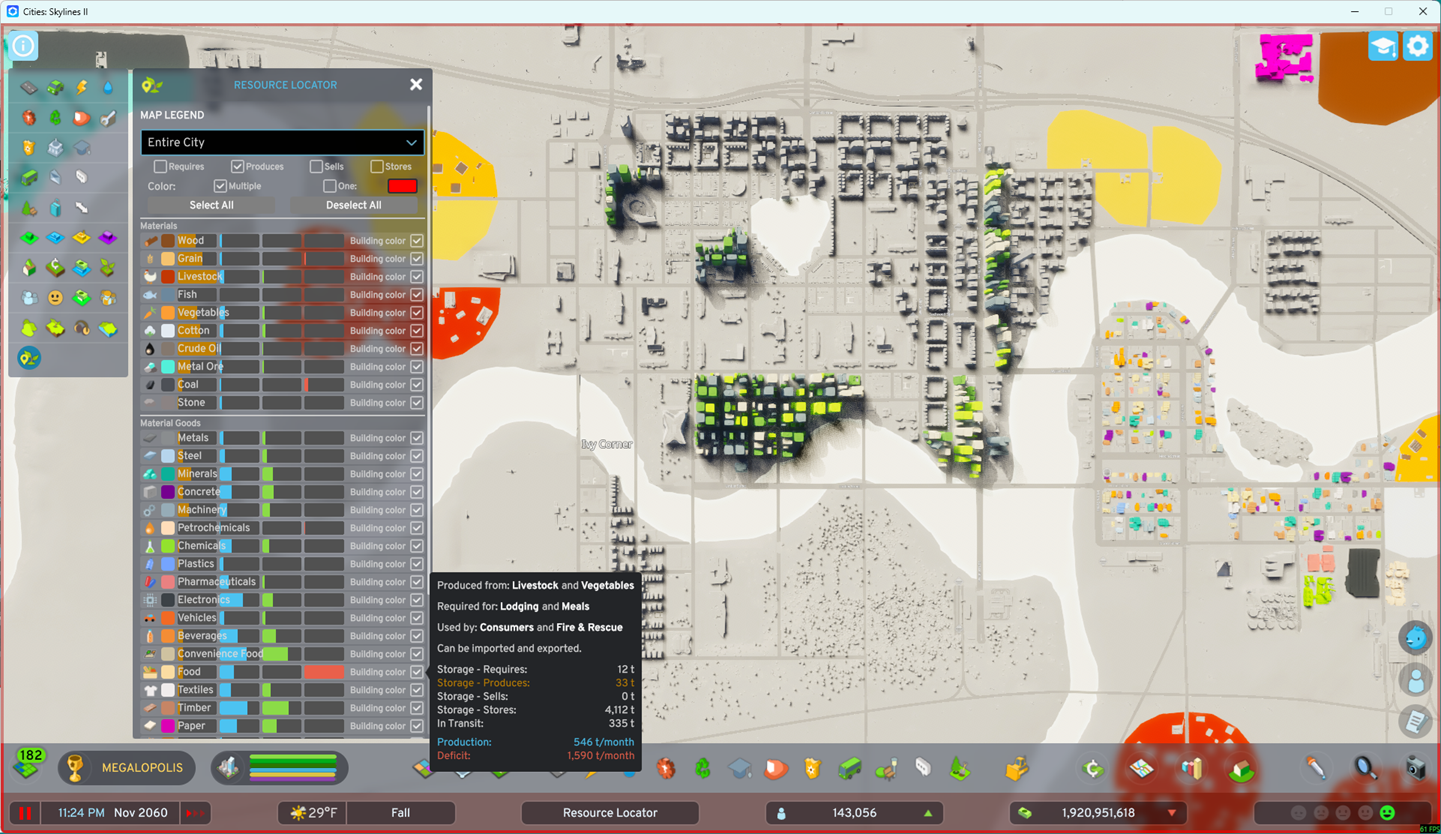 Cities: Skylines II
RESOURCE LOCATOR
MAP LEGEND
Entire City
Requires Produces Sells Stores
Color: Multiple One:
Select All Deselect All
Materials
Wood Building color
Grain Building color
Livestock Building color
Fish Building color
Vegetables Building color
Cotton Building color
Crude Oil Building color
Metal Ore Building color
Coal Building color
Stone Building color
Material Goods
Metals Building color
Steel Building color
Minerals Building color
Concrete Building color
Machinery Building color
Petrochemicals Building color
Chemicals Building color
Plastics Building color
Pharmaceuticals Building color
Electronics Building color
Vehicles Building color
Beverages Building color
Convenience Food Building color
Food Building color
Textiles Building color
Timber Building color
Paper Building color
Ivy Corner
Produced from: Livestock and Vegetables
Required for: Lodging and Meals
Used by: Consumers and Fire & Rescue
Can be imported and exported.
Storage - Requires: 12 t
Storage - Produces: 33 t
Storage - Sells: 0 t
Storage - Stores: 4,112 t
In Transit: 335 t
Production: 546 t/month
Deficit: 1,590 t/month
182
MEGALOPOLIS
11:24 PM Nov 2060
29°F Fall
Resource Locator
143,056
1,920,951,618
61 FPS